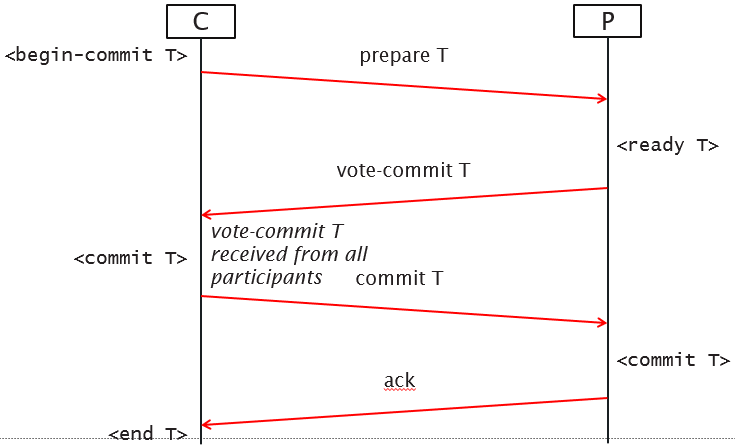 C
P
<begin-commit T>
prepare T
<ready T>
vote-commit T
vote-commit T
received from all
participants
<commit T>
commit T
<commit T>
ack
<end T>